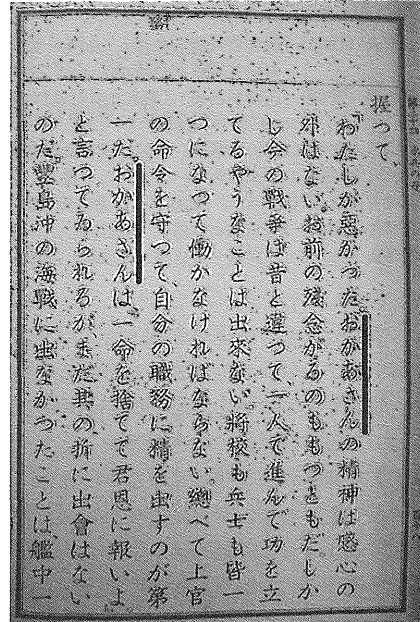 握つて、
「わたしが悪かつた。おかあさんの精神は感心の
外はない。お前の殘念がるのももつともだ。しか
し今の戰爭は昔と違つて、一人で進んで功を立
てるやうなことは出來ない。將校も兵士も皆一
つになつて働かなければならない。總べて上官
の命令を守つて、自分の職務に精を出すのが第
一だ。おかあさんは、一命を捨てて君恩に報いよ
と言つてゐられるが、まだ其の折に出會はない
のだ。豐島沖の海戰に出なかつたことは、艦中一